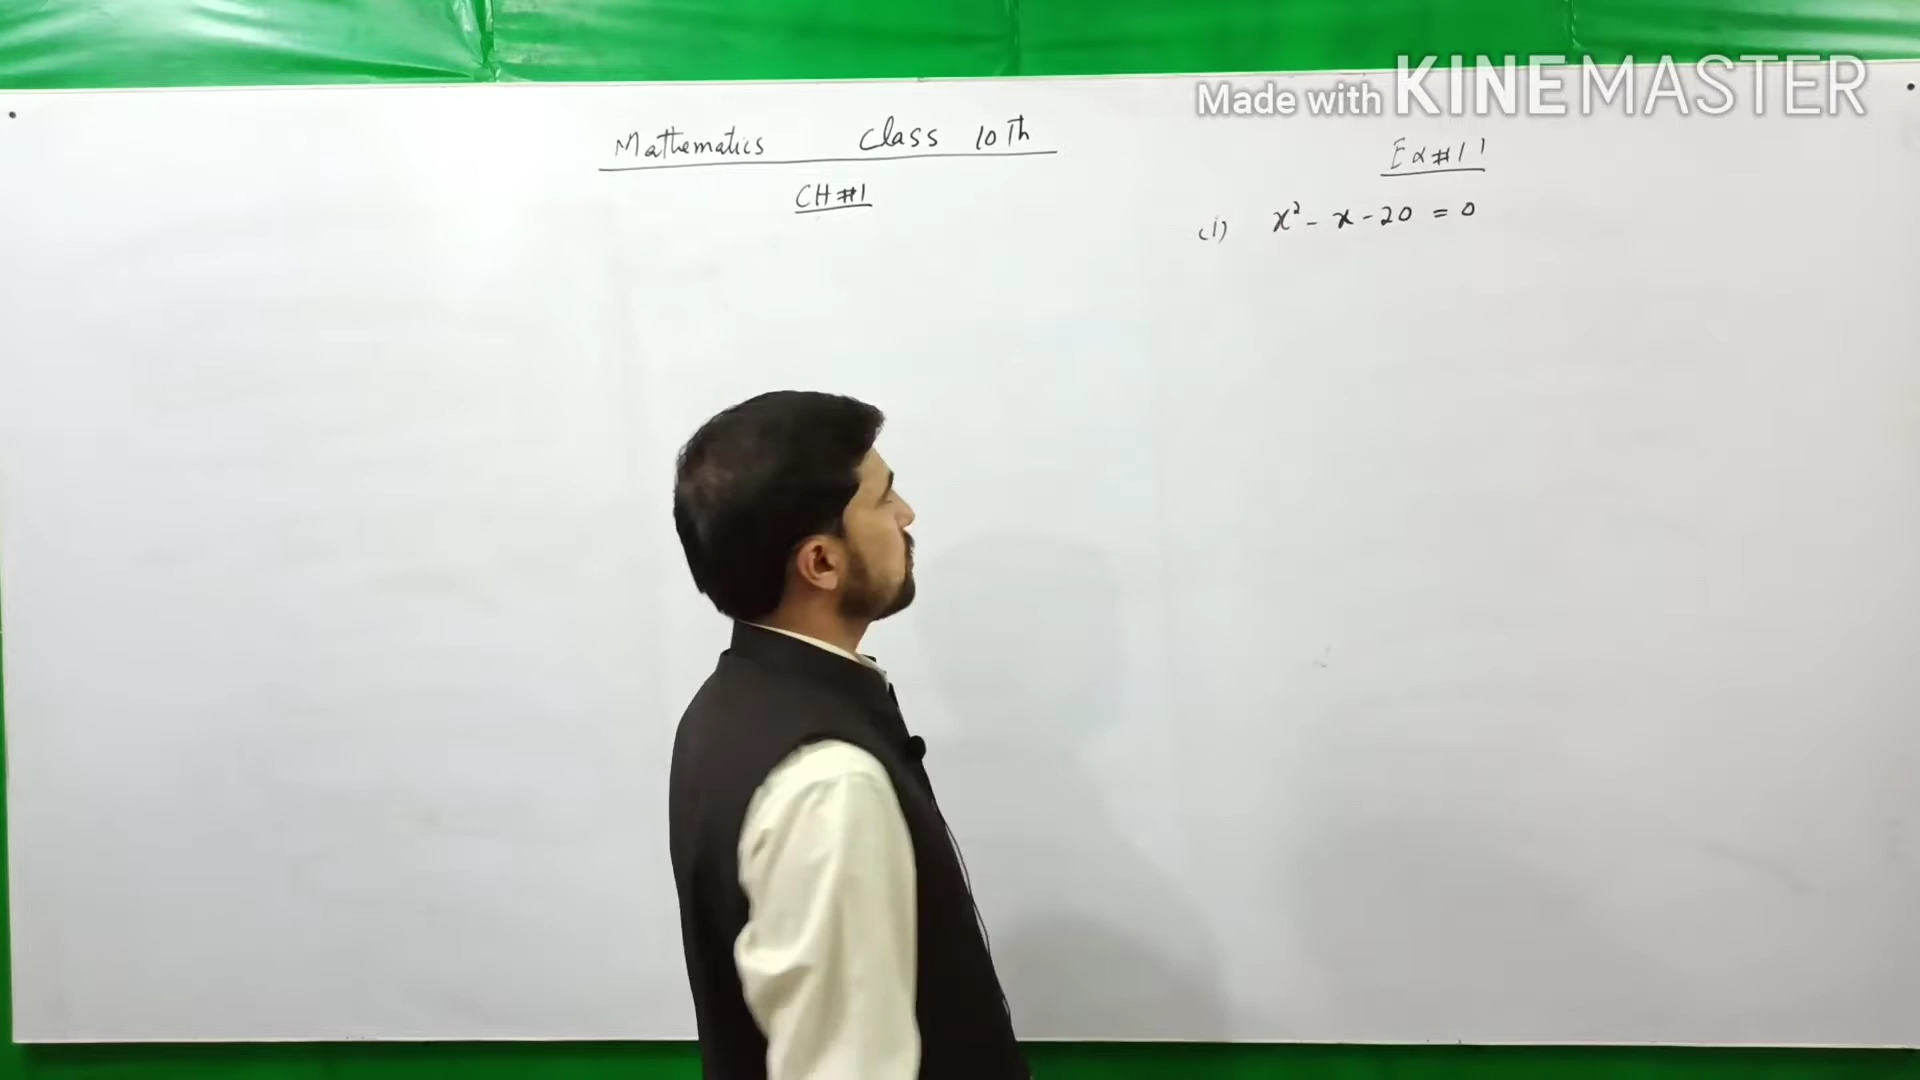 Made with KINEMASTER
Mathematics Class 10Th
CH#1
Ex#1 1
(i) x² - x - 20 = 0